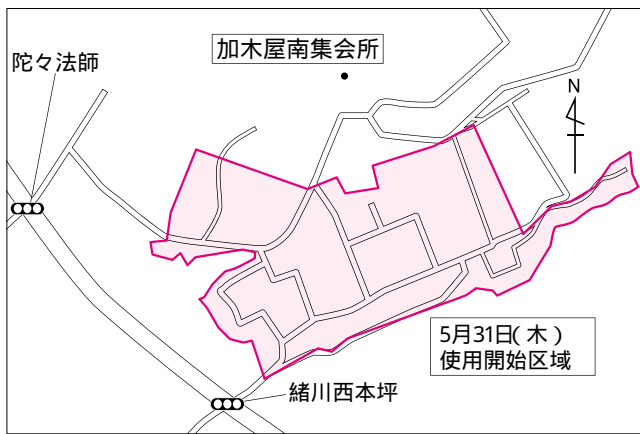 加木屋南集会所
陀々法師
N
5月31日(木)
使用開始区域
緒川西本坪